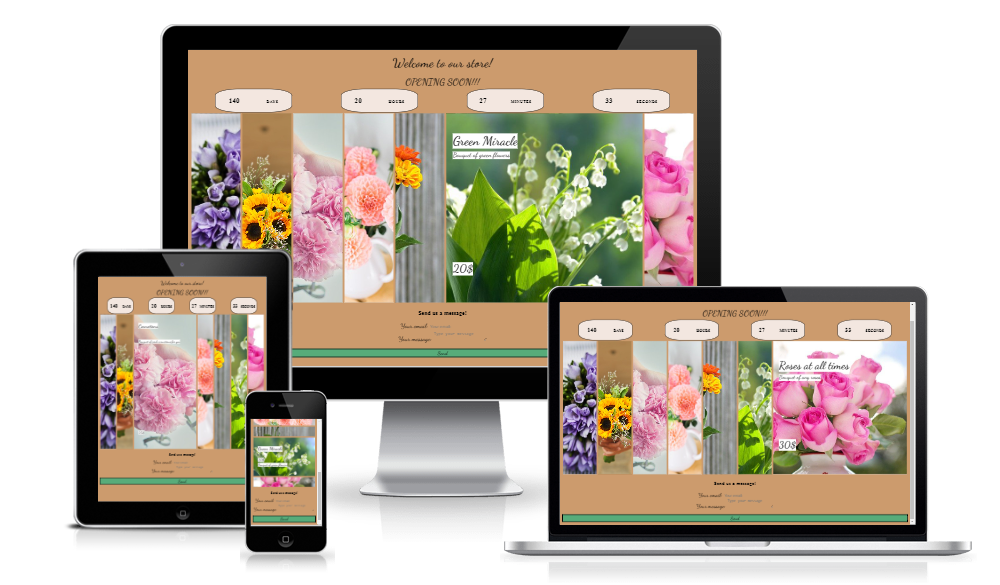 Welcome to our store!
OPENING SOON!!!
140 DAYS
20 HOURS
27 MINUTES
33 SECONDS
Green Miracle
Bouquet of green flowers
20$
Send us a message!
Your email: Your email
Your message: Type your message
Send
Welcome to our store!
OPENING SOON!!!
140 DAYS
20 HOURS
27 MINUTES
33 SECONDS
Send us a message!
Your email:
Your message:
Send
Green Miracle
Send us a message!
Your email:
Your message:
Send
OPENING SOON!!!
140 DAYS
20 HOURS
27 MINUTES
33 SECONDS
Roses at all times
Bouquet of any roses
30$
Send us a message!
Your email: Your email
Type your message
Your message:
Send